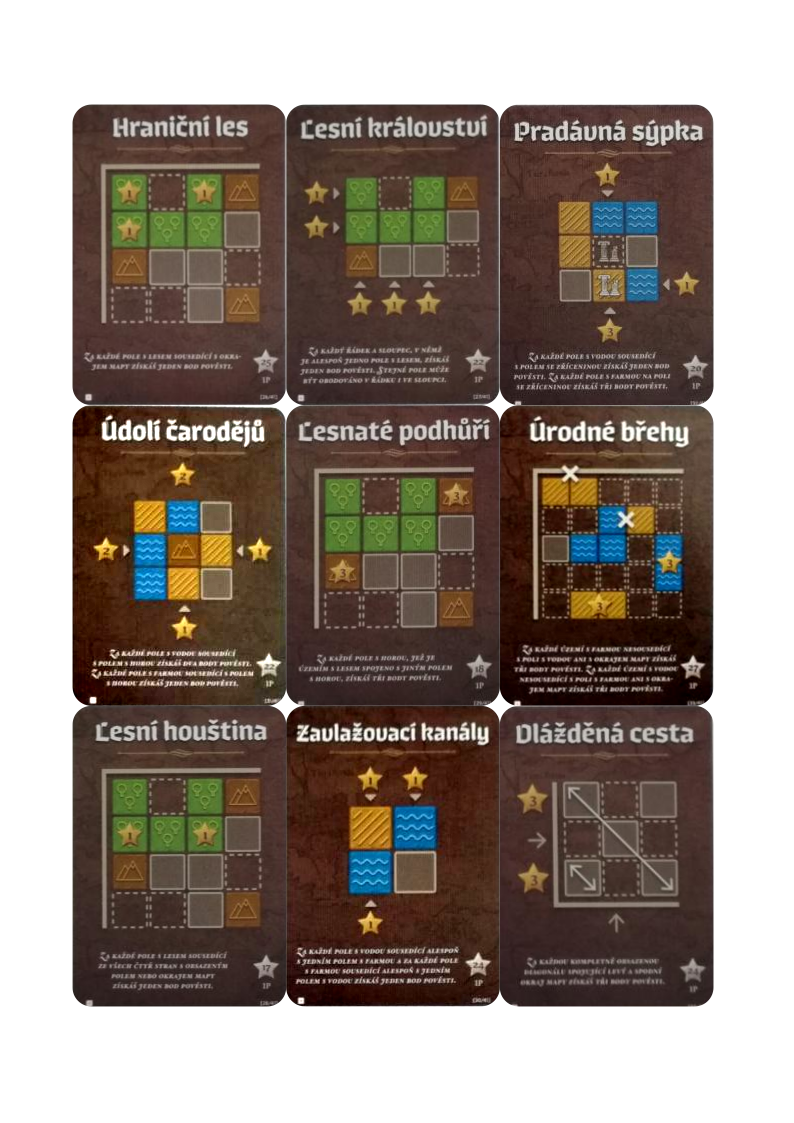 Hraniční les
1
1
1
Za každé pole s lesem sousedící s okra-
jem mapy získáš jeden bod pověsti.
25
1P
[26/41]
Lesní království
1
1
1 1 1
Za každý řádek a sloupec, v němž
je alespoň jedno pole s lesem, získáš
jeden bod pověsti. Stejné pole může
být obodováno v řádku i ve sloupci.
22
1P
[27/41]
Pradávná sýpka
1
1
3
Za každé pole s vodou sousedící
s polem se zříceninou získáš jeden bod
pověsti. Za každé pole s farmou na poli
se zříceninou získáš tři body pověsti.
20
1P
Údolí čarodějů
2
2
1
1
Za každé pole s vodou sousedící
s polem s horou získáš dva body pověsti.
Za každé pole s farmou sousedící s polem
s horou získáš jeden bod pověsti.
22
1P
Lesnaté podhůří
3
3
Za každé pole s horou, jež je
územím s lesem spojeno s jiným polem
s horou, získáš tři body pověsti.
18
1P
Úrodné břehy
3
3
Za každé území s farmou nesousedící
s poli s vodou ani s okrajem mapy získáš
tři body pověsti. Za každé území s vodou
nesousedící s poli s farmou ani s okra-
jem mapy získáš tři body pověsti.
27
1P
Lesní houština
1 1
Za každé pole s lesem sousedící
ze všech čtyř stran s obsazeným
polem nebo okrajem mapy
získáš jeden bod pověsti.
17
1P
[28/41]
Zavlažovací kanály
1 1
1
Za každé pole s vodou sousedící alespoň
s jedním polem s farmou a za každé pole
s farmou sousedící alespoň s jedním
polem s vodou získáš jeden bod pověsti.
24
1P
[30/41]
Dlážděná cesta
3
3
Za každou kompletně obsazenou
diagonálu spojující levý a spodní
okraj mapy získáš tři body pověsti.
1P